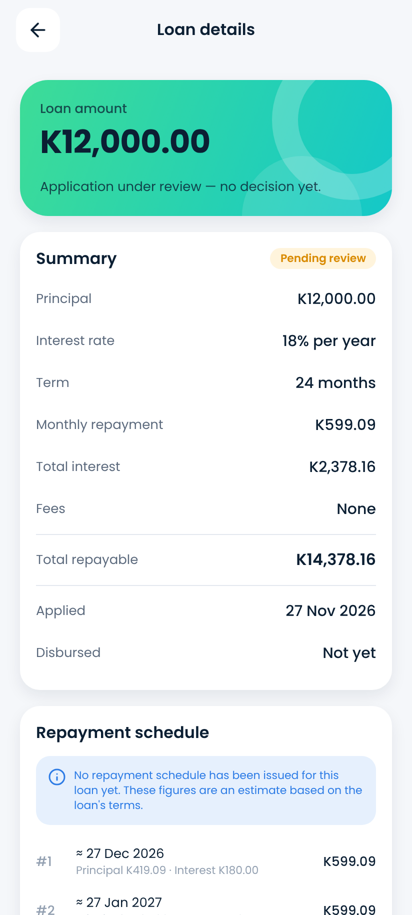 Loan details
Loan amount
K12,000.00
Application under review — no decision yet.
Summary
Pending review
Principal
K12,000.00
Interest rate
18% per year
Term
24 months
Monthly repayment
K599.09
Total interest
K2,378.16
Fees
None
Total repayable
K14,378.16
Applied
27 Nov 2026
Disbursed
Not yet
Repayment schedule
No repayment schedule has been issued for this
loan yet. These figures are an estimate based on the
loan's terms.
#1
≈ 27 Dec 2026
K599.09
Principal K419.09 · Interest K180.00
#2
≈ 27 Jan 2027
K599.09